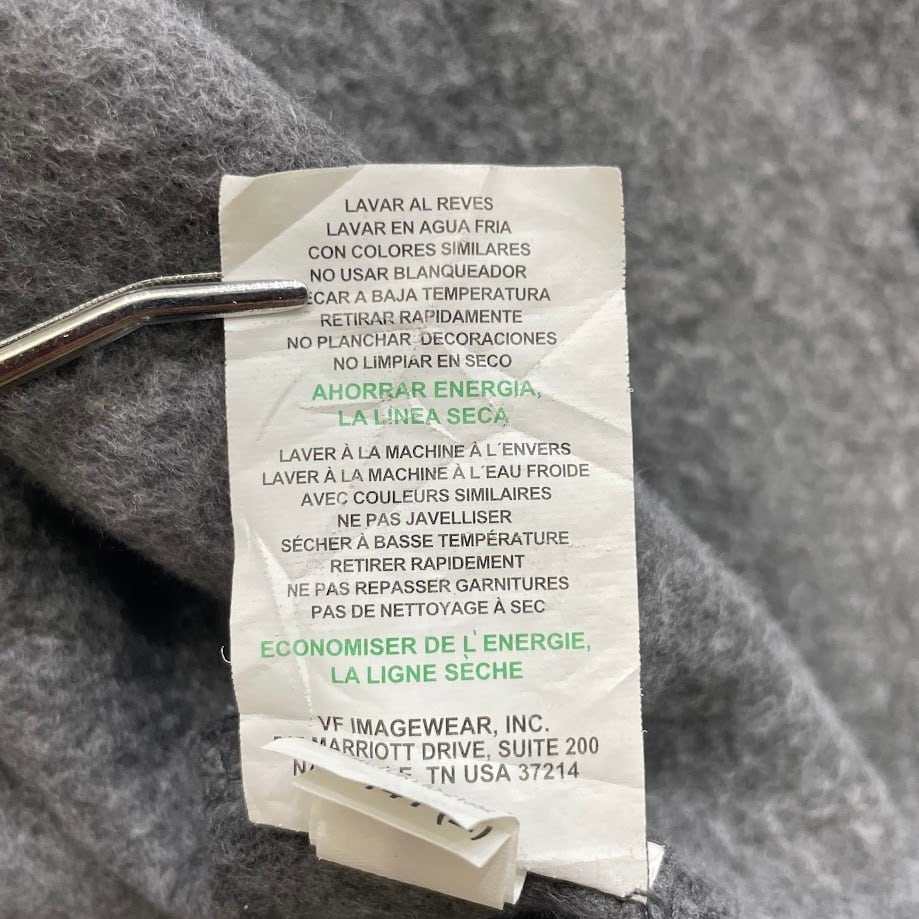 LAVAR AL REVES
LAVAR EN AGUA FRIA
CON COLORES SIMILARES
NO USAR BLANQUEADOR
ECAR A BAJA TEMPERATURA
RETIRAR RAPIDAMENTE
NO PLANCHAR DECORACIONES
NO LIMPIAR EN SECO
AHORRAR ENERGIA,
LA LINEA SECA
LAVER À LA MACHINE À L´ENVERS
LAVER À LA MACHINE À L´EAU FROIDE
AVEC COULEURS SIMILAIRES
NE PAS JAVELLISER
SÉCHER À BASSE TEMPÉRATURE
RETIRER RAPIDEMENT
NE PAS REPASSER GARNITURES
PAS DE NETTOYAGE À SEC
ECONOMISER DE L´ENERGIE,
LA LIGNE SÈCHE
VF IMAGEWEAR, INC.
MARRIOTT DRIVE, SUITE 200
TN USA 37214